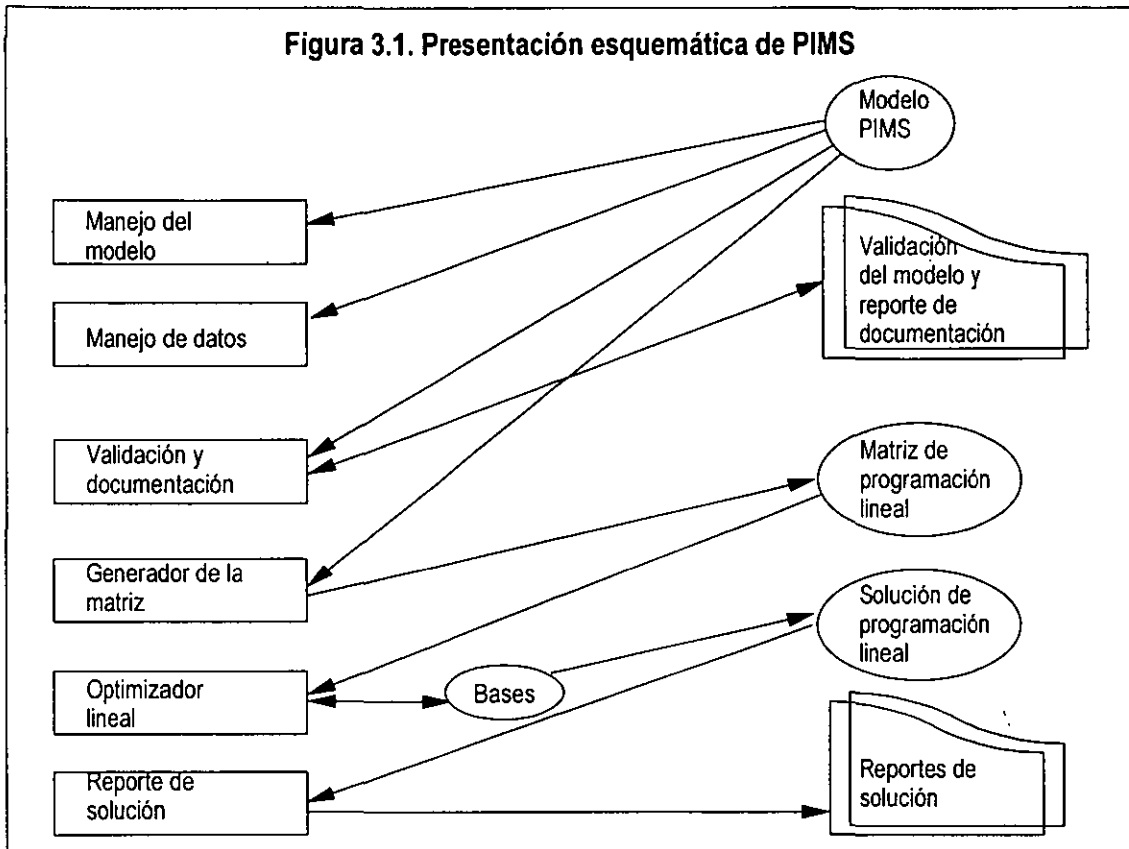 Figura 3.1. Presentación esquemática de PIMS
Modelo
PIMS
Manejo del
modelo
Validación
del modelo y
reporte de
documentación
Manejo de datos
Validación y
documentación
Matriz de
programación
lineal
Generador de la
matriz
Solución de
programación
lineal
Optimizador
lineal
Bases
Reporte de
solución
Reportes de
solución